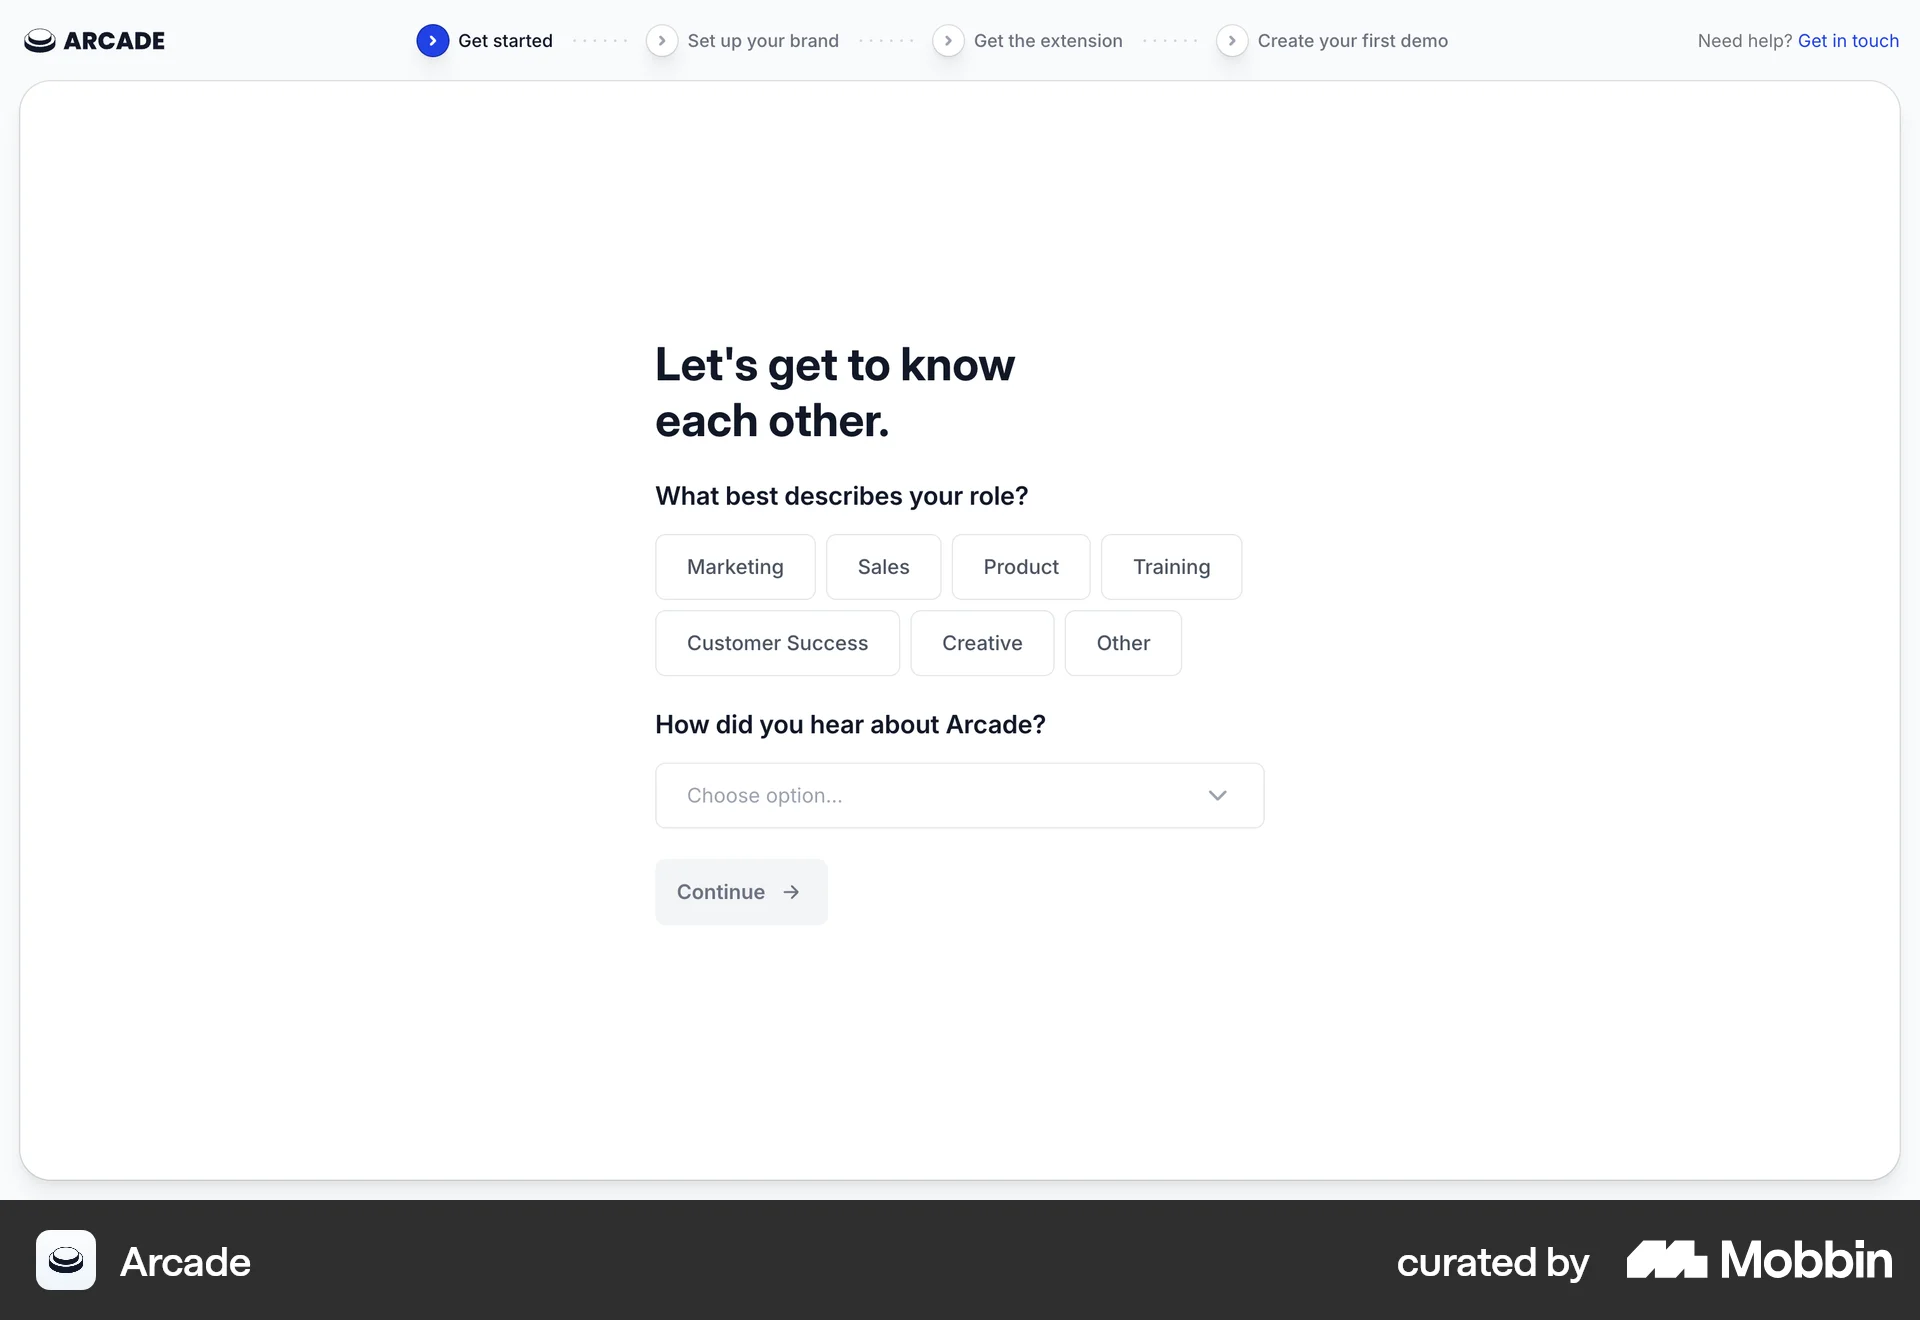 ARCADE
Get started
Set up your brand
Get the extension
Create your first demo
Need help? Get in touch
Let's get to know
each other.
What best describes your role?
Marketing
Sales
Product
Training
Customer Success
Creative
Other
How did you hear about Arcade?
Choose option...
Continue
Arcade
curated by
Mobbin